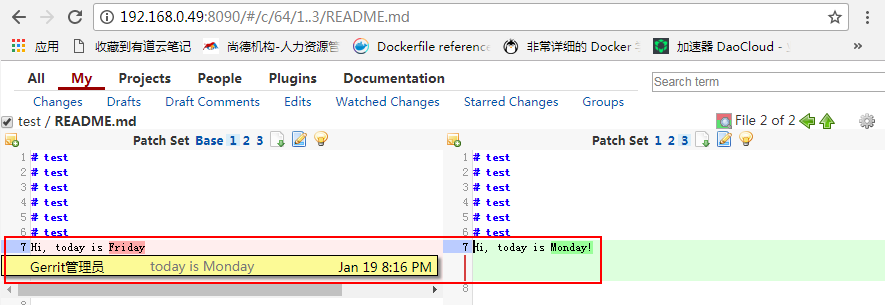 192.168.0.49:8090/#/c/64/1..3/README.md
应用 收藏到有道云笔记 尚德机构-人力资源管 Dockerfile reference 非常详细的 Docker 学 加速器 DaoCloud - 业
All My Projects People Plugins Documentation
Search term
Changes Drafts Draft Comments Edits Watched Changes Starred Changes Groups
test / README.md
File 2 of 2
Patch Set Base 1 2 3
Patch Set 1 2 3
1 # test
2 # test
3 # test
4 # test
5 # test
6 # test
7 Hi, today is Friday
Gerrit管理员 today is Monday Jan 19 8:16 PM
8
1 # test
2 # test
3 # test
4 # test
5 # test
6 # test
7 Hi, today is Monday!
8